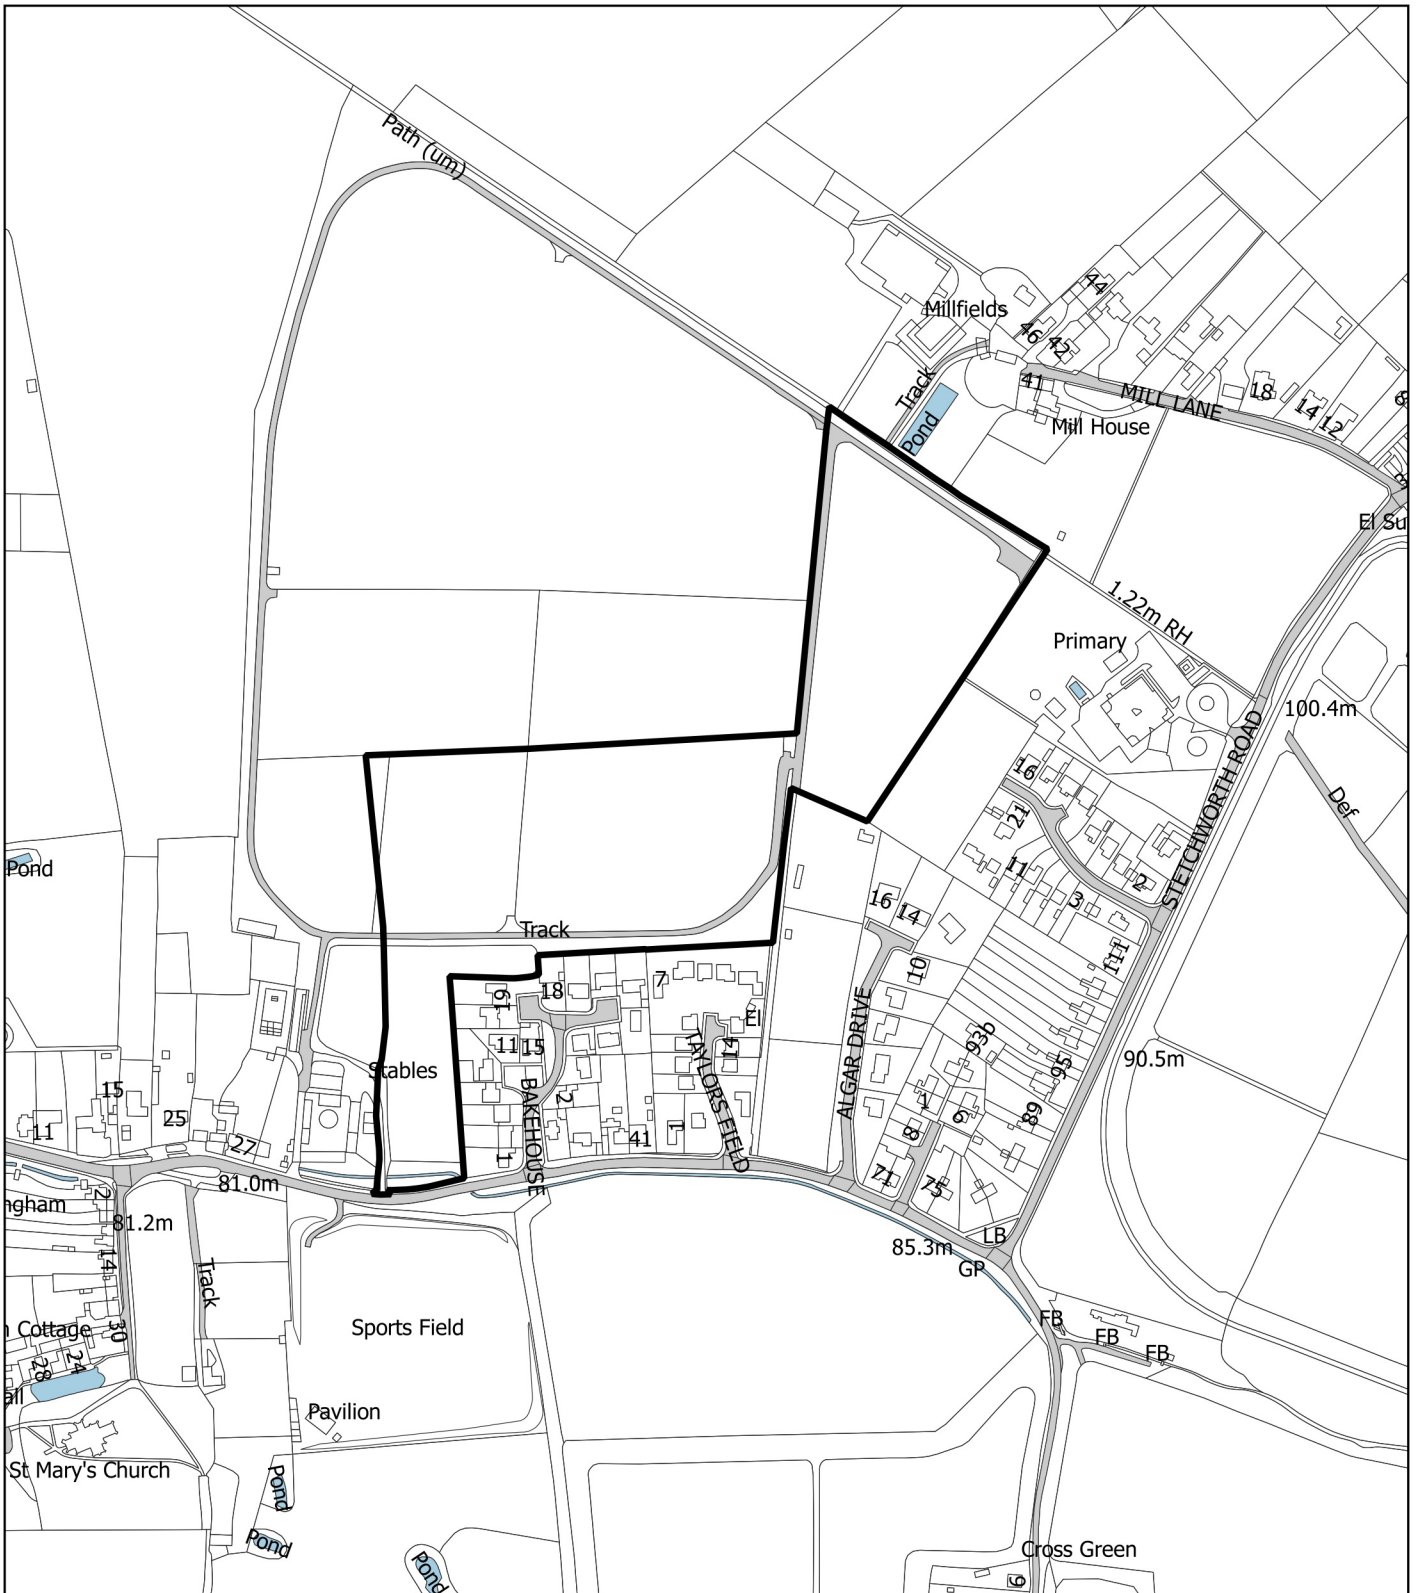 Path (um)
44
Millfields
46
42
Track
41
MILL LANE
18
14
12
Pond
Mill House
El Su
1.22m RH
Primary
100.4m
STETCHWORTH ROAD
16
21
Def
Pond
11
2
3
16
14
Track
111
10
7
18
19
El
ALGAR DRIVE
93b
11
15
14
TAYLORS FIELD
95
90.5m
Stables
15
BAKEHOUSE
2
1
6
89
11
25
27
41
1
8
1
71
75
81.0m
2
ngham
81.2m
LB
85.3m
GP
14
Track
Sports Field
FB
FB
FB
30
n Cottage
28
24
all
Pavilion
St Mary's Church
Pond
Pond
Pond
Cross Green
9